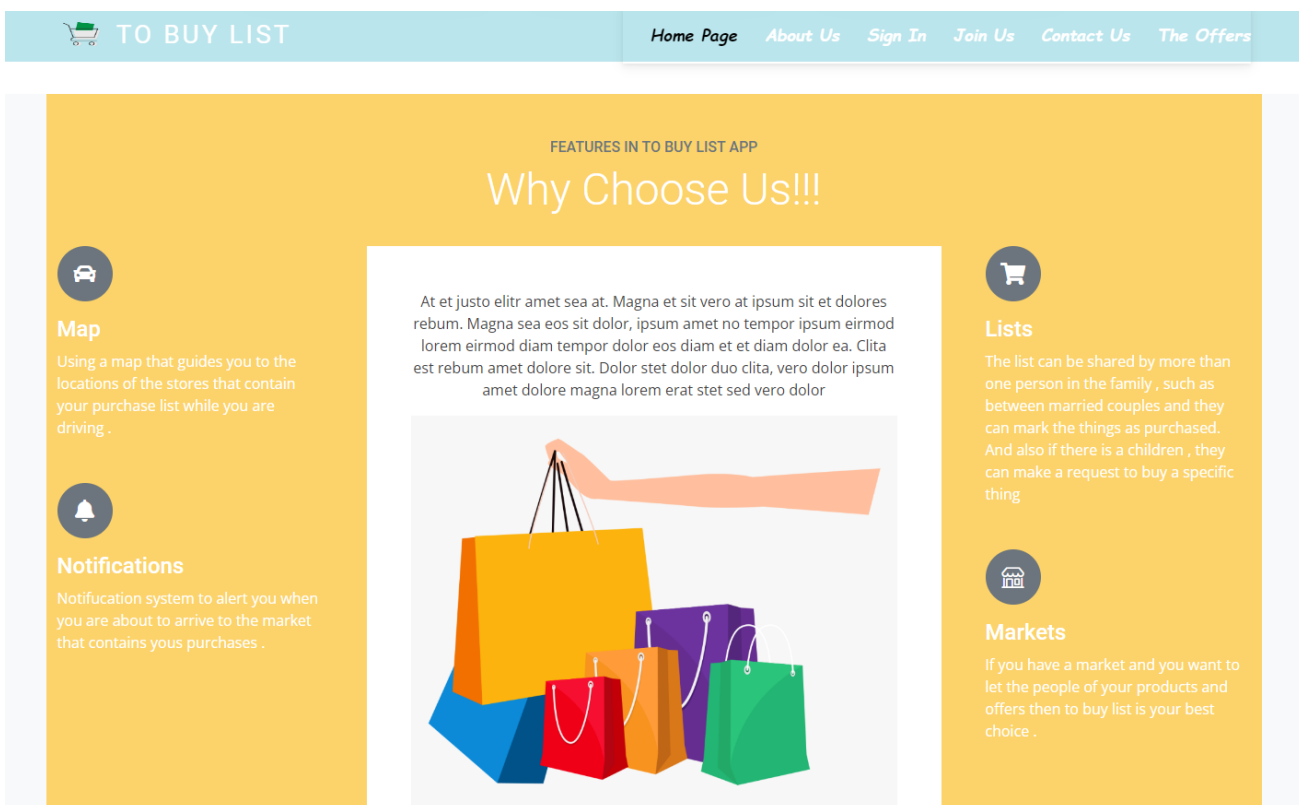 TO BUY LIST
Home Page
About Us
Sign In
Join Us
Contact Us
The Offers
FEATURES IN TO BUY LIST APP
Why Choose Us!!!
Map
Using a map that guides you to the
locations of the stores that contain
your purchase list while you are
driving .
Notifications
Notifucation system to alert you when
you are about to arrive to the market
that contains yous purchases .
At et justo elitr amet sea at. Magna et sit vero at ipsum sit et dolores
rebum. Magna sea eos sit dolor, ipsum amet no tempor ipsum eirmod
lorem eirmod diam tempor dolor eos diam et et diam dolor ea. Clita
est rebum amet dolore sit. Dolor stet dolor duo clita, vero dolor ipsum
amet dolore magna lorem erat stet sed vero dolor
Lists
The list can be shared by more than
one person in the family , such as
between married couples and they
can mark the things as purchased.
And also if there is a children , they
can make a request to buy a specific
thing
Markets
If you have a market and you want to
let the people of your products and
offers then to buy list is your best
choice .